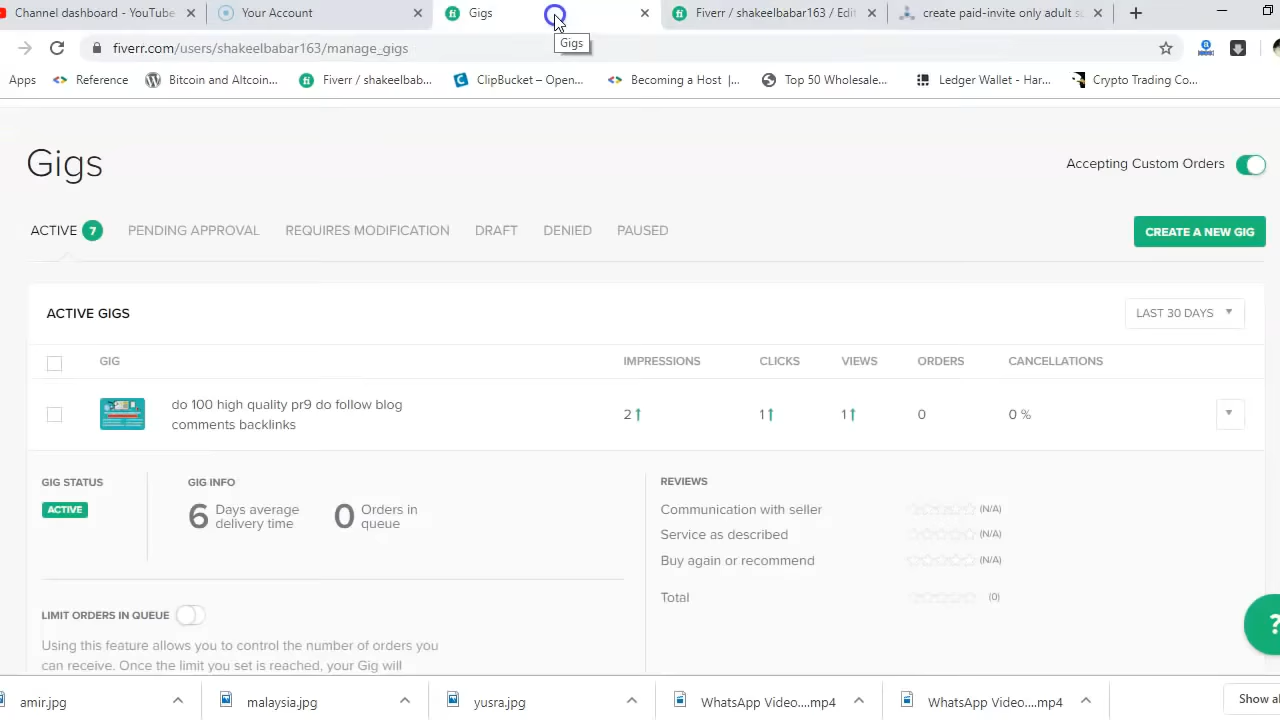 Channel dashboard - YouTube
Your Account
Gigs
Fiverr / shakeelbabar163 / Edit
create paid-invite only adult su
fiverr.com/users/shakeelbabar163/manage_gigs
Gigs
Apps
Reference
Bitcoin and Altcoin...
Fiverr / shakeelbab...
ClipBucket – Open...
Becoming a Host |...
Top 50 Wholesale...
Ledger Wallet - Har...
Crypto Trading Co...
Gigs
Accepting Custom Orders
ACTIVE 7 PENDING APPROVAL REQUIRES MODIFICATION DRAFT DENIED PAUSED
CREATE A NEW GIG
ACTIVE GIGS
LAST 30 DAYS
GIG IMPRESSIONS CLICKS VIEWS ORDERS CANCELLATIONS
do 100 high quality pr9 do follow blog
comments backlinks
2 1 1 0 0 %
GIG STATUS
ACTIVE
GIG INFO
6 Days average
delivery time
0 Orders in
queue
REVIEWS
Communication with seller (N/A)
Service as described (N/A)
Buy again or recommend (N/A)
Total (0)
LIMIT ORDERS IN QUEUE
Using this feature allows you to control the number of orders you
can receive. Once the limit you set is reached, your Gig will
?
amir.jpg
malaysia.jpg
yusra.jpg
WhatsApp Video....mp4
WhatsApp Video....mp4
Show al